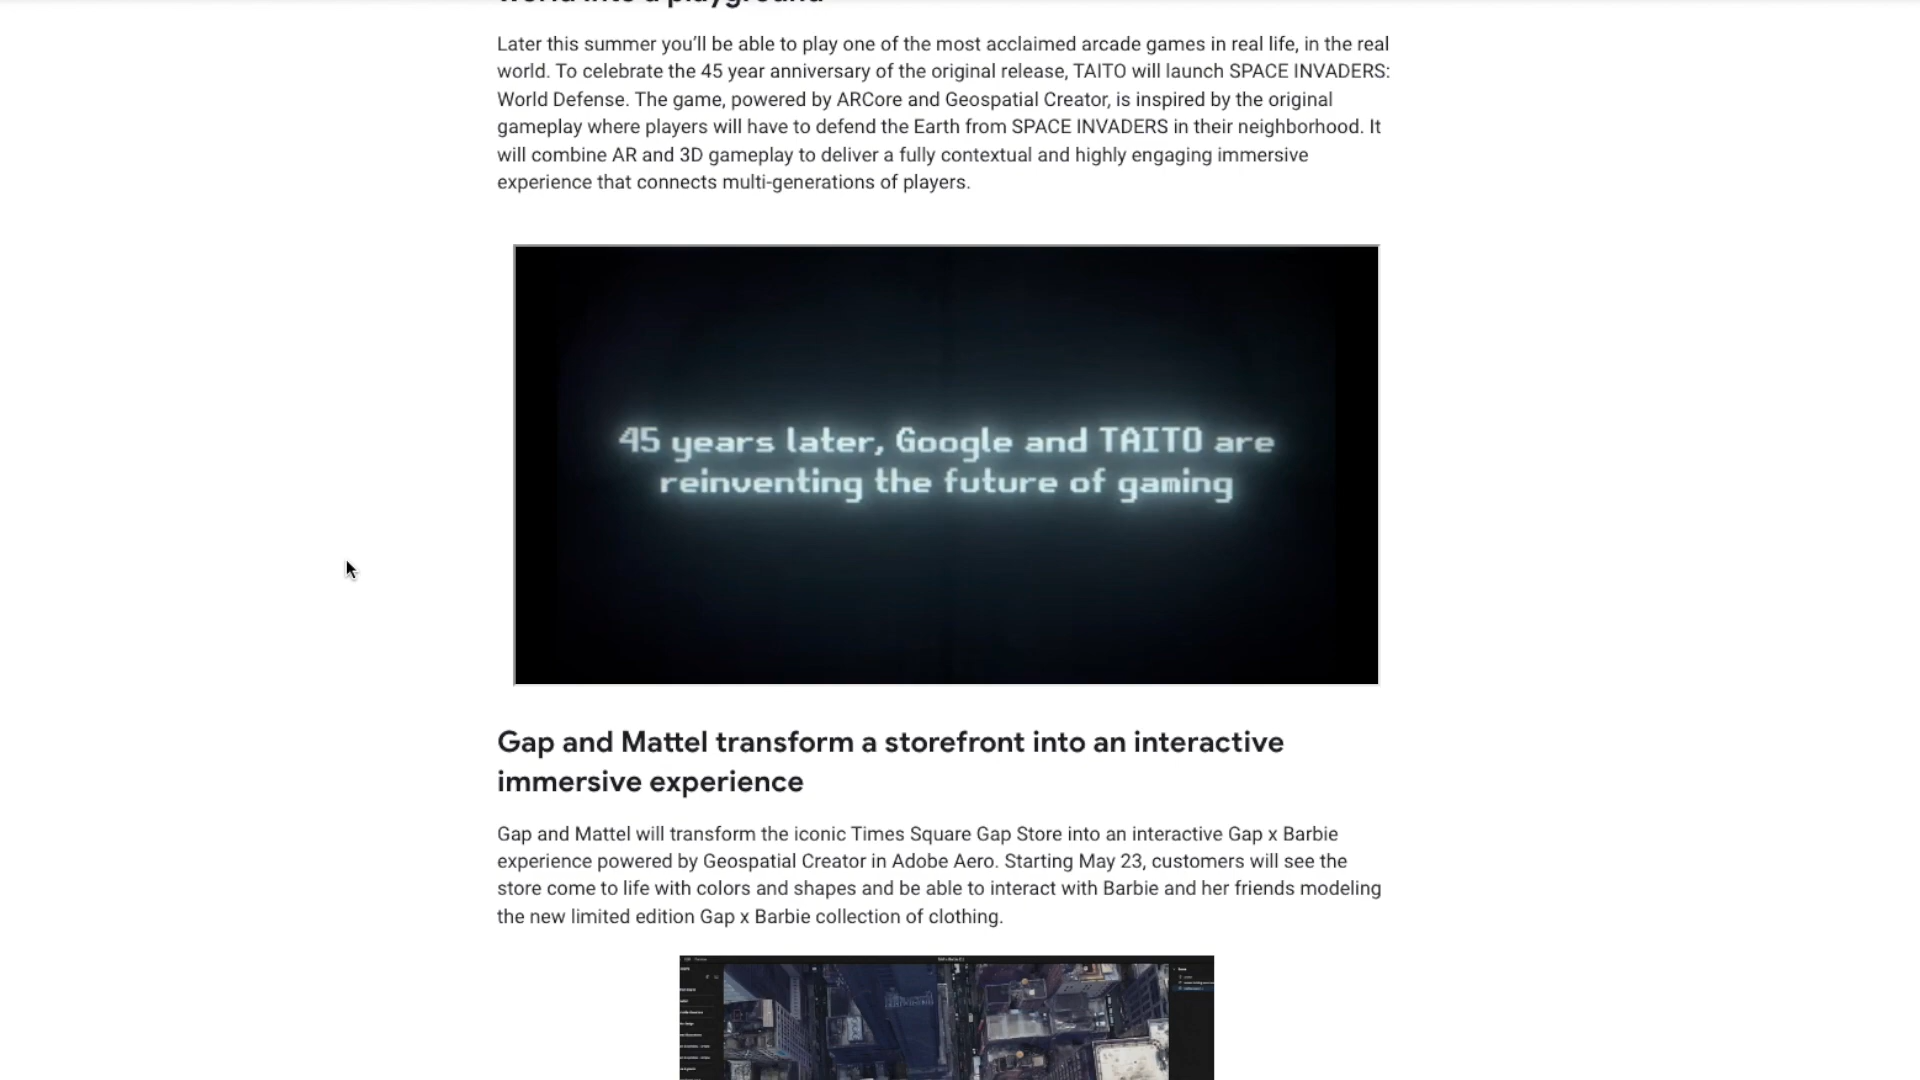 world into a playground
Later this summer you’ll be able to play one of the most acclaimed arcade games in real life, in the real
world. To celebrate the 45 year anniversary of the original release, TAITO will launch SPACE INVADERS:
World Defense. The game, powered by ARCore and Geospatial Creator, is inspired by the original
gameplay where players will have to defend the Earth from SPACE INVADERS in their neighborhood. It
will combine AR and 3D gameplay to deliver a fully contextual and highly engaging immersive
experience that connects multi-generations of players.
45 years later, Google and TAITO are
reinventing the future of gaming
Gap and Mattel transform a storefront into an interactive
immersive experience
Gap and Mattel will transform the iconic Times Square Gap Store into an interactive Gap x Barbie
experience powered by Geospatial Creator in Adobe Aero. Starting May 23, customers will see the
store come to life with colors and shapes and be able to interact with Barbie and her friends modeling
the new limited edition Gap x Barbie collection of clothing.